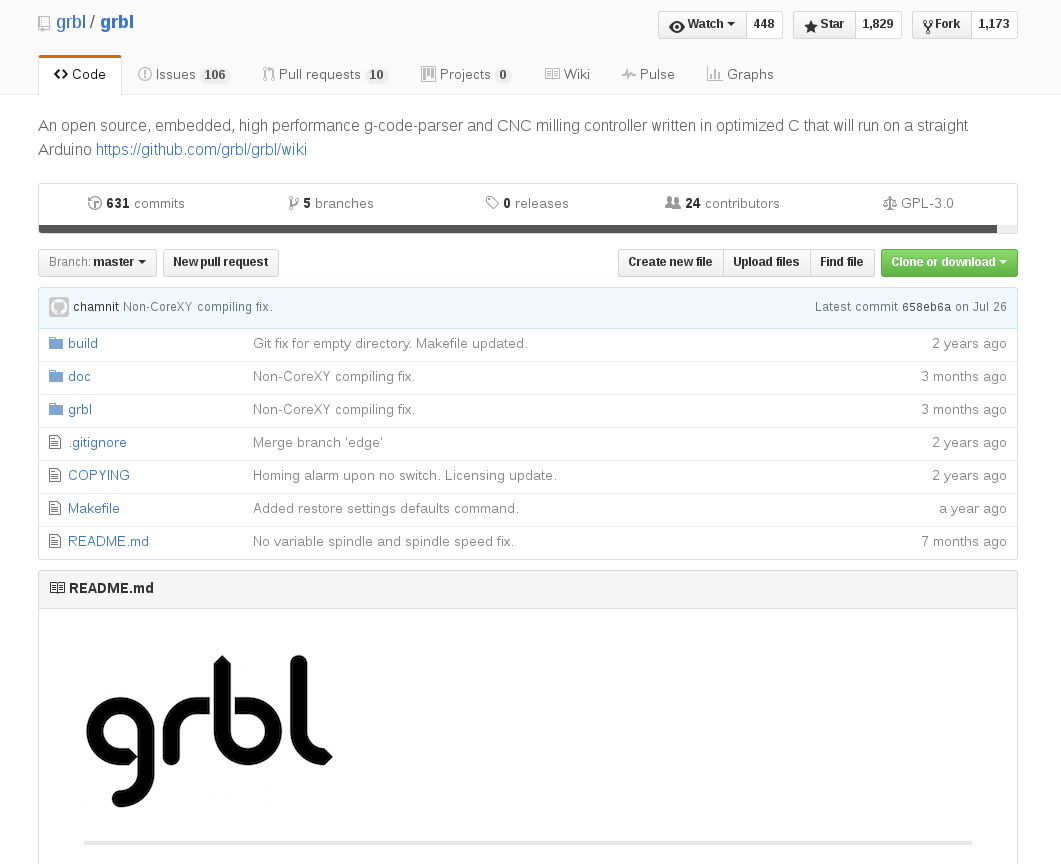 grbl / grbl
Watch 448
Star 1,829
Fork 1,173
Code
Issues 106
Pull requests 10
Projects 0
Wiki
Pulse
Graphs
An open source, embedded, high performance g-code-parser and CNC milling controller written in optimized C that will run on a straight
Arduino https://github.com/grbl/grbl/wiki
631 commits
5 branches
0 releases
24 contributors
GPL-3.0
Branch: master
New pull request
Create new file
Upload files
Find file
Clone or download
chamnit Non-CoreXY compiling fix. Latest commit 658eb6a on Jul 26
build Git fix for empty directory. Makefile updated. 2 years ago
doc Non-CoreXY compiling fix. 3 months ago
grbl Non-CoreXY compiling fix. 3 months ago
.gitignore Merge branch 'edge' 2 years ago
COPYING Homing alarm upon no switch. Licensing update. 2 years ago
Makefile Added restore settings defaults command. a year ago
README.md No variable spindle and spindle speed fix. 7 months ago
README.md
grbl